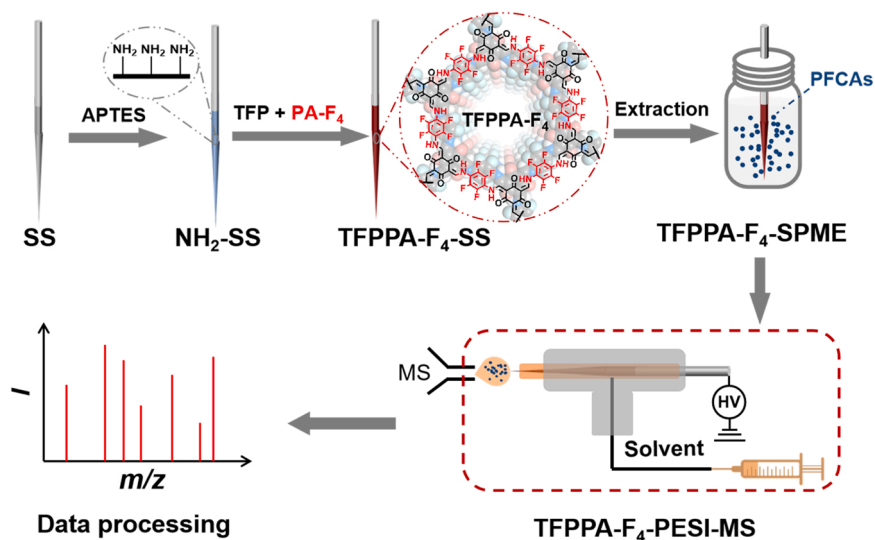 NH2 NH2 NH2
APTES
TFP + PA-F4
TFPPA-F4
Extraction
PFCAs
SS
NH2-SS
TFPPA-F4-SS
TFPPA-F4-SPME
MS
HV
Solvent
I
m/z
Data processing
TFPPA-F4-PESI-MS